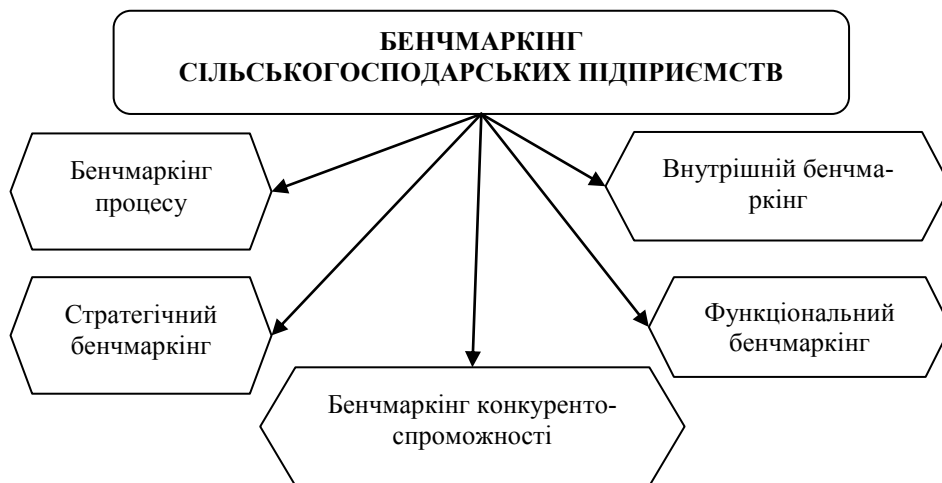 БЕНЧМАРКІНГ
СІЛЬСЬКОГОСПОДАРСЬКИХ ПІДПРИЄМСТВ
Бенчмаркінг
процесу
Внутрішній бенчма-
ркінг
Стратегічний
бенчмаркінг
Функціональний
бенчмаркінг
Бенчмаркінг конкуренто-
спроможності